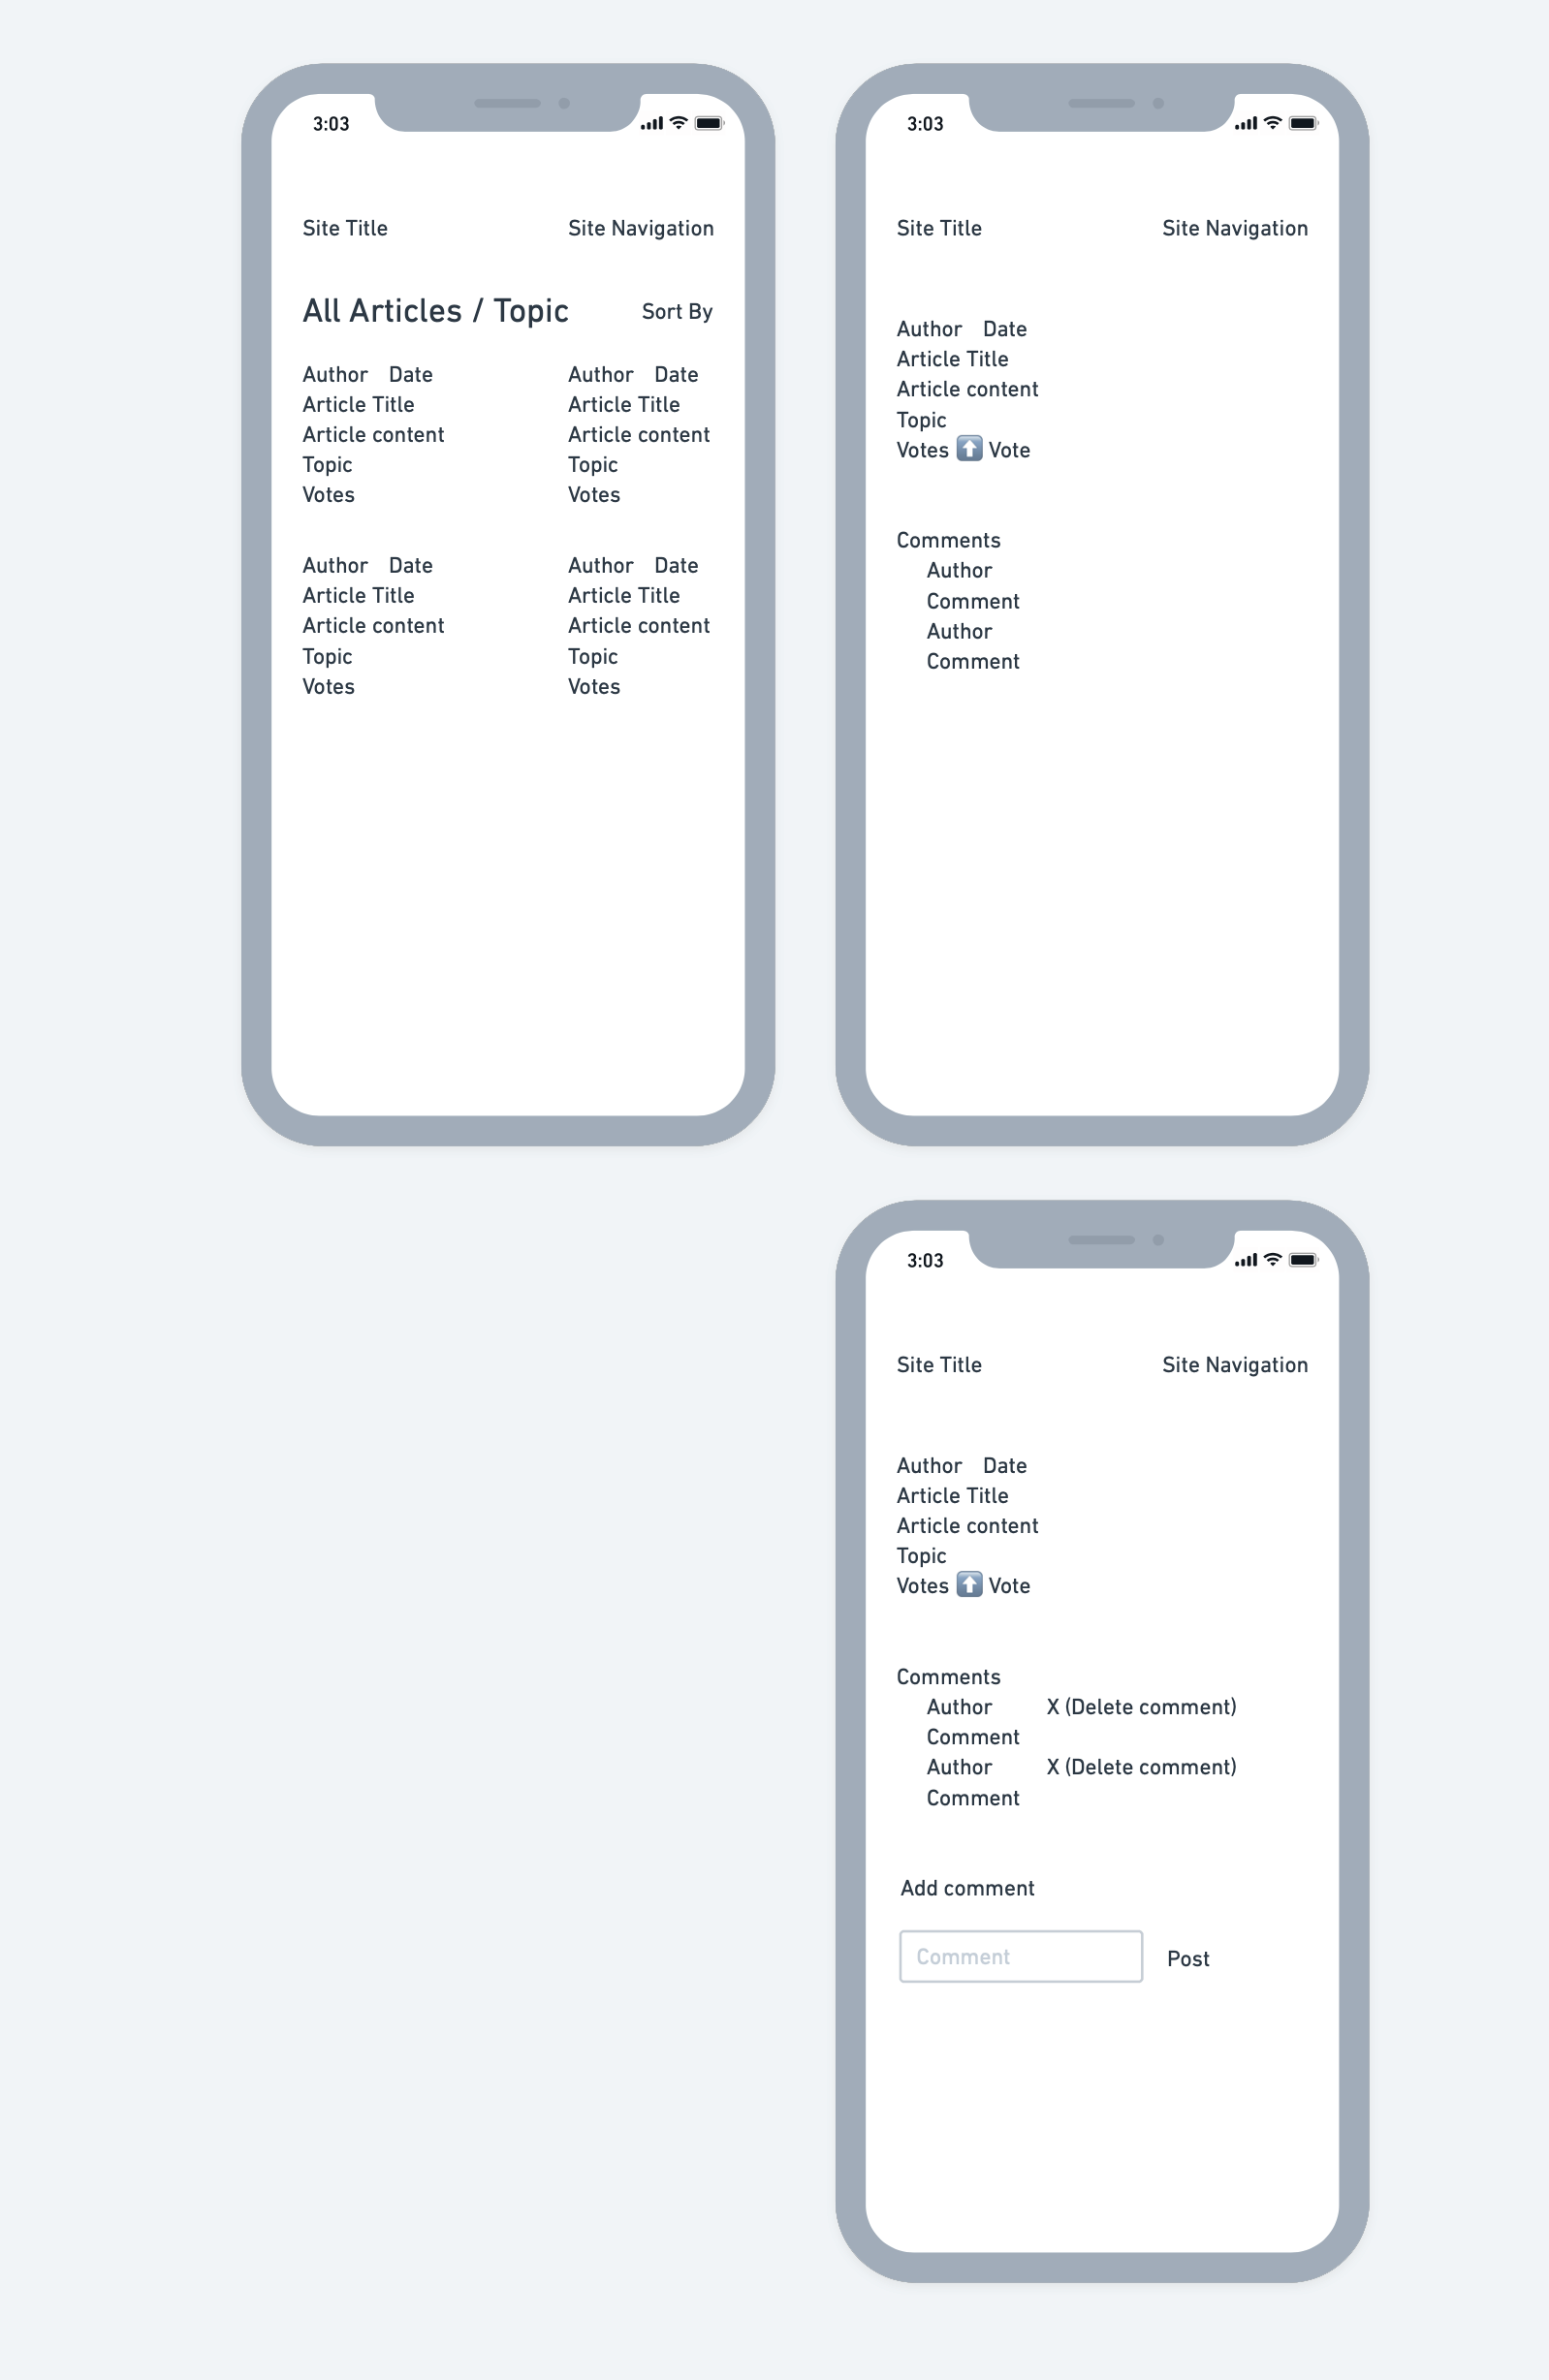 3:03
Site Title Site Navigation
All Articles / Topic Sort By
Author Date Author Date
Article Title Article Title
Article content Article content
Topic Topic
Votes Votes
Author Date Author Date
Article Title Article Title
Article content Article content
Topic Topic
Votes Votes
3:03
Site Title Site Navigation
Author Date
Article Title
Article content
Topic
Votes ⬆️ Vote
Comments
Author
Comment
Author
Comment
3:03
Site Title Site Navigation
Author Date
Article Title
Article content
Topic
Votes ⬆️ Vote
Comments
Author X (Delete comment)
Comment
Author X (Delete comment)
Comment
Add comment
Comment Post